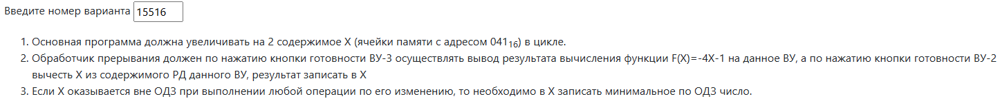 Введите номер варианта 15516
1. Основная программа должна увеличивать на 2 содержимое X (ячейки памяти с адресом 041₁₆) в цикле.
2. Обработчик прерывания должен по нажатию кнопки готовности ВУ-3 осуществлять вывод результата вычисления функции F(X)=-4X-1 на данное ВУ, а по нажатию кнопки готовности ВУ-2
вычесть X из содержимого РД данного ВУ, результат записать в X
3. Если X оказывается вне ОДЗ при выполнении любой операции по его изменению, то необходимо в X записать минимальное по ОДЗ число.